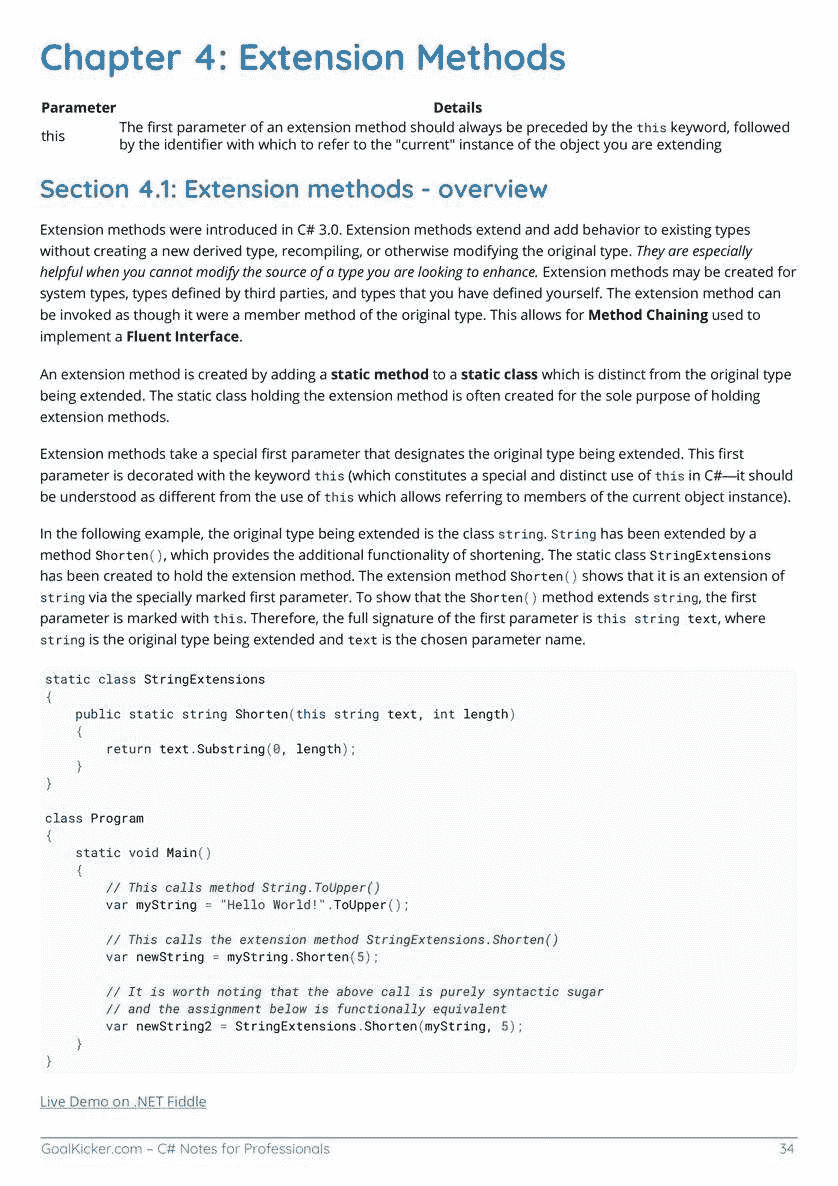 Chapter 4: Extension Methods
Parameter Details
this The first parameter of an extension method should always be preceded by the this keyword, followed
by the identifier with which to refer to the "current" instance of the object you are extending
Section 4.1: Extension methods - overview
Extension methods were introduced in C# 3.0. Extension methods extend and add behavior to existing types
without creating a new derived type, recompiling, or otherwise modifying the original type. They are especially
helpful when you cannot modify the source of a type you are looking to enhance. Extension methods may be created for
system types, types defined by third parties, and types that you have defined yourself. The extension method can
be invoked as though it were a member method of the original type. This allows for Method Chaining used to
implement a Fluent Interface.
An extension method is created by adding a static method to a static class which is distinct from the original type
being extended. The static class holding the extension method is often created for the sole purpose of holding
extension methods.
Extension methods take a special first parameter that designates the original type being extended. This first
parameter is decorated with the keyword this (which constitutes a special and distinct use of this in C#—it should
be understood as different from the use of this which allows referring to members of the current object instance).
In the following example, the original type being extended is the class string. String has been extended by a
method Shorten(), which provides the additional functionality of shortening. The static class StringExtensions
has been created to hold the extension method. The extension method Shorten() shows that it is an extension of
string via the specially marked first parameter. To show that the Shorten() method extends string, the first
parameter is marked with this. Therefore, the full signature of the first parameter is this string text, where
string is the original type being extended and text is the chosen parameter name.
static class StringExtensions
{
    public static string Shorten(this string text, int length)
    {
        return text.Substring(0, length);
    }
}
class Program
{
    static void Main()
    {
        // This calls method String.ToUpper()
        var myString = "Hello World!".ToUpper();
        // This calls the extension method StringExtensions.Shorten()
        var newString = myString.Shorten(5);
        // It is worth noting that the above call is purely syntactic sugar
        // and the assignment below is functionally equivalent
        var newString2 = StringExtensions.Shorten(myString, 5);
    }
}
Live Demo on .NET Fiddle
GoalKicker.com – C# Notes for Professionals 34